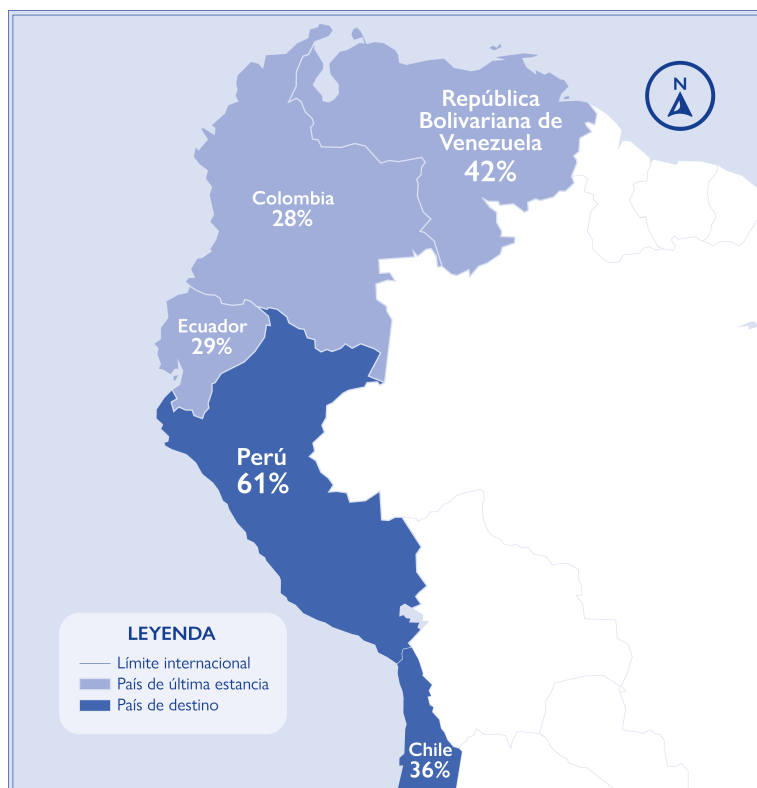 N
República
Bolivariana de
Venezuela
42%
Colombia
28%
Ecuador
29%
Perú
61%
LEYENDA
Límite internacional
País de última estancia
País de destino
Chile
36%